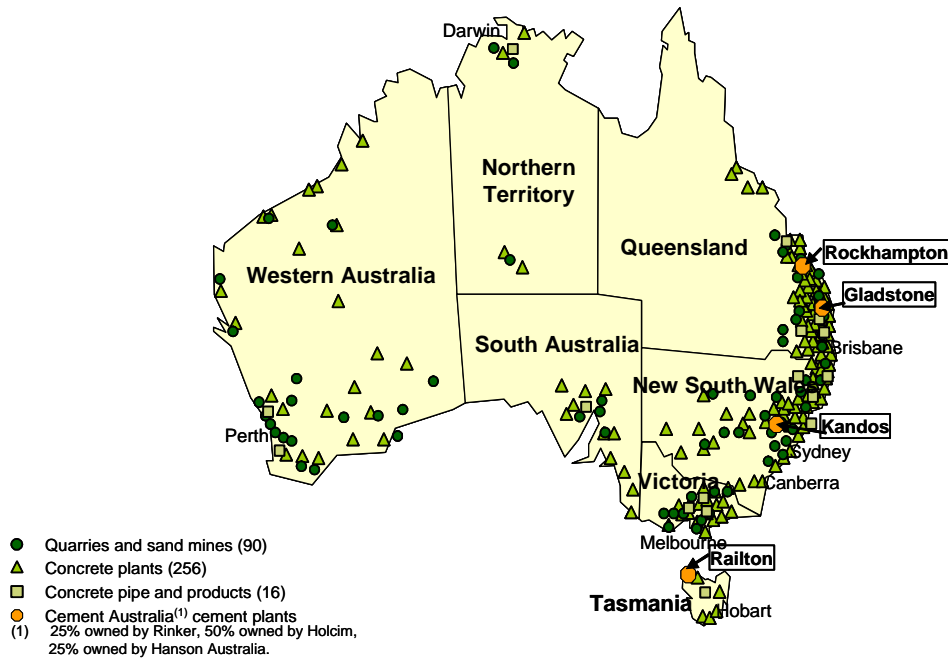 Darwin
Northern
Territory
Queensland
Rockhampton
Western Australia
Gladstone
South Australia
Brisbane
New South Wales
Kandos
Perth
Sydney
Victoria
Canberra
Melbourne
Railton
Tasmania
Hobart
Quarries and sand mines (90)
Concrete plants (256)
Concrete pipe and products (16)
Cement Australia(1) cement plants
(1) 25% owned by Rinker, 50% owned by Holcim,
25% owned by Hanson Australia.